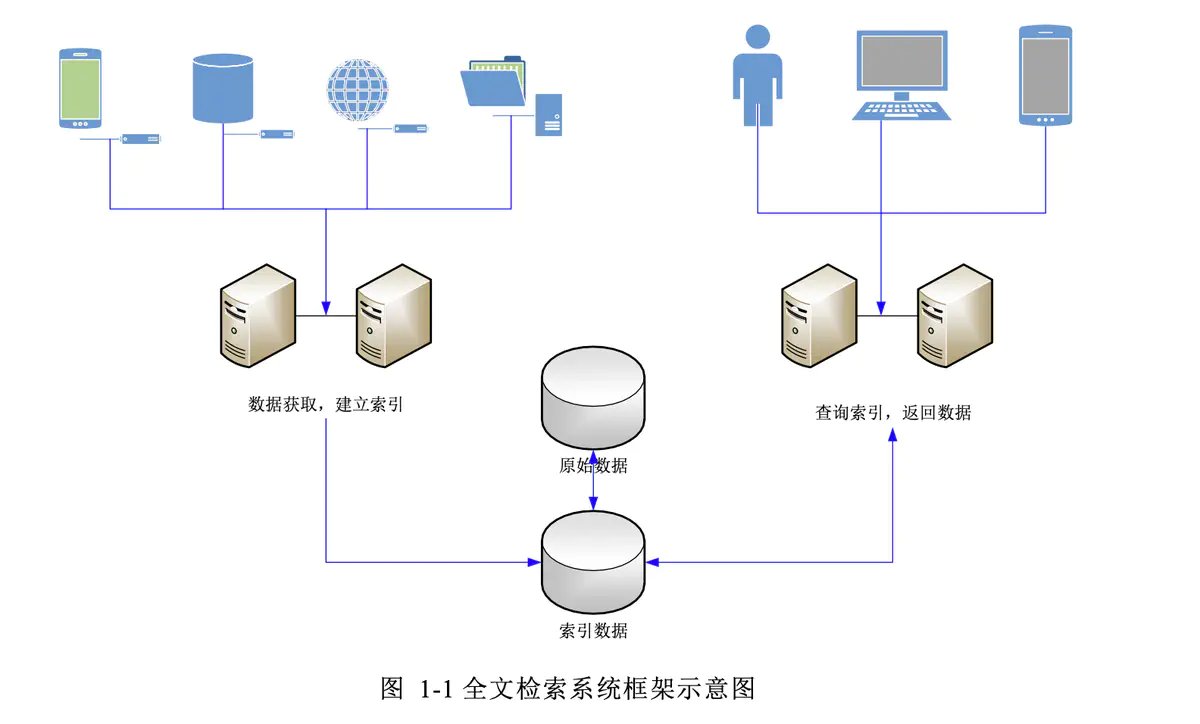 数据获取，建立索引
查询索引，返回数据
原始数据
索引数据
图 1-1 全文检索系统框架示意图